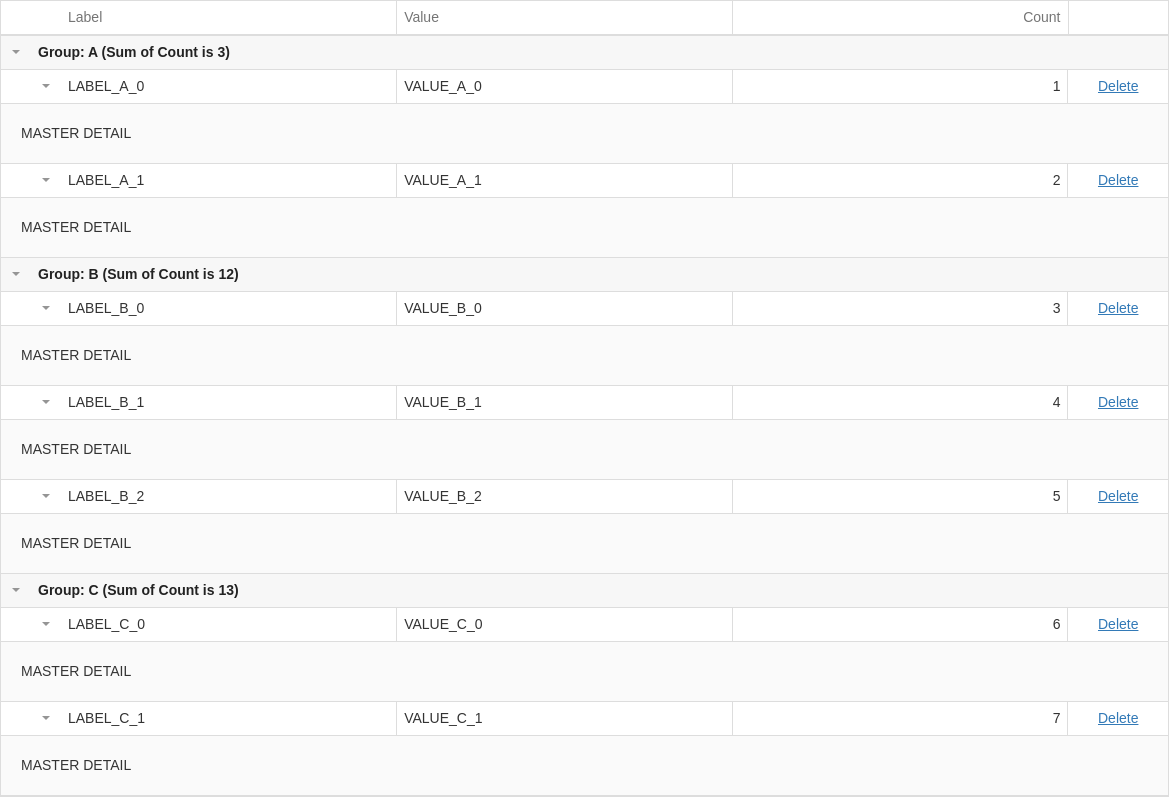 Label Value Count
Group: A (Sum of Count is 3)
LABEL_A_0 VALUE_A_0 1 Delete
MASTER DETAIL
LABEL_A_1 VALUE_A_1 2 Delete
MASTER DETAIL
Group: B (Sum of Count is 12)
LABEL_B_0 VALUE_B_0 3 Delete
MASTER DETAIL
LABEL_B_1 VALUE_B_1 4 Delete
MASTER DETAIL
LABEL_B_2 VALUE_B_2 5 Delete
MASTER DETAIL
Group: C (Sum of Count is 13)
LABEL_C_0 VALUE_C_0 6 Delete
MASTER DETAIL
LABEL_C_1 VALUE_C_1 7 Delete
MASTER DETAIL